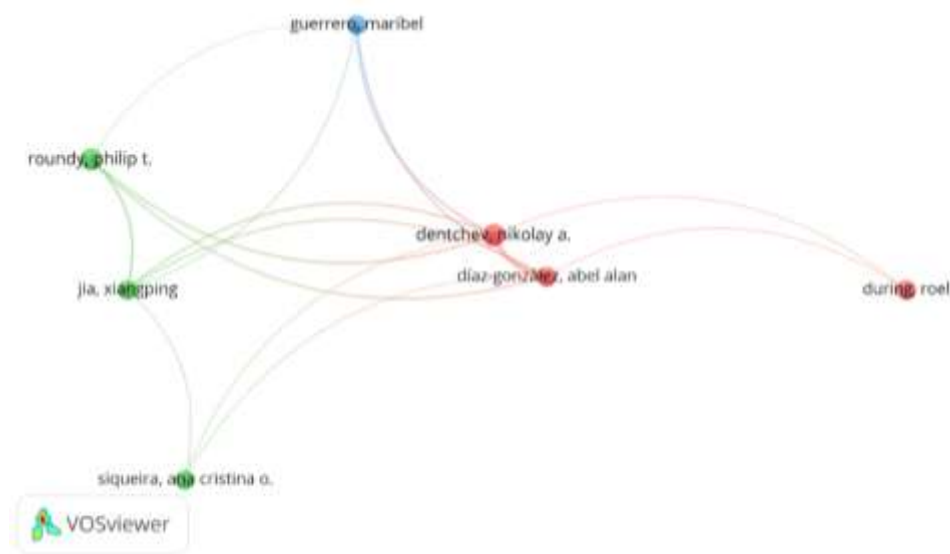 guerrero, maribel
roundy, philip t.
dentchev, nikolay a.
díaz-gonzález, abel alan
jia, xiangping
during, roel
siqueira, ana cristina o.
VOSviewer